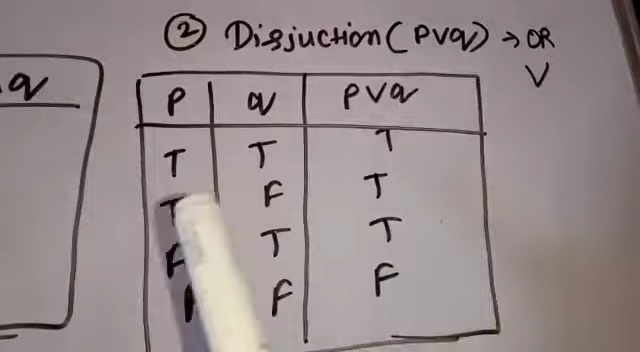 ② Disjuction (PVq) → OR
V
q
P q PVq
T T T
T F T
F T T
F F